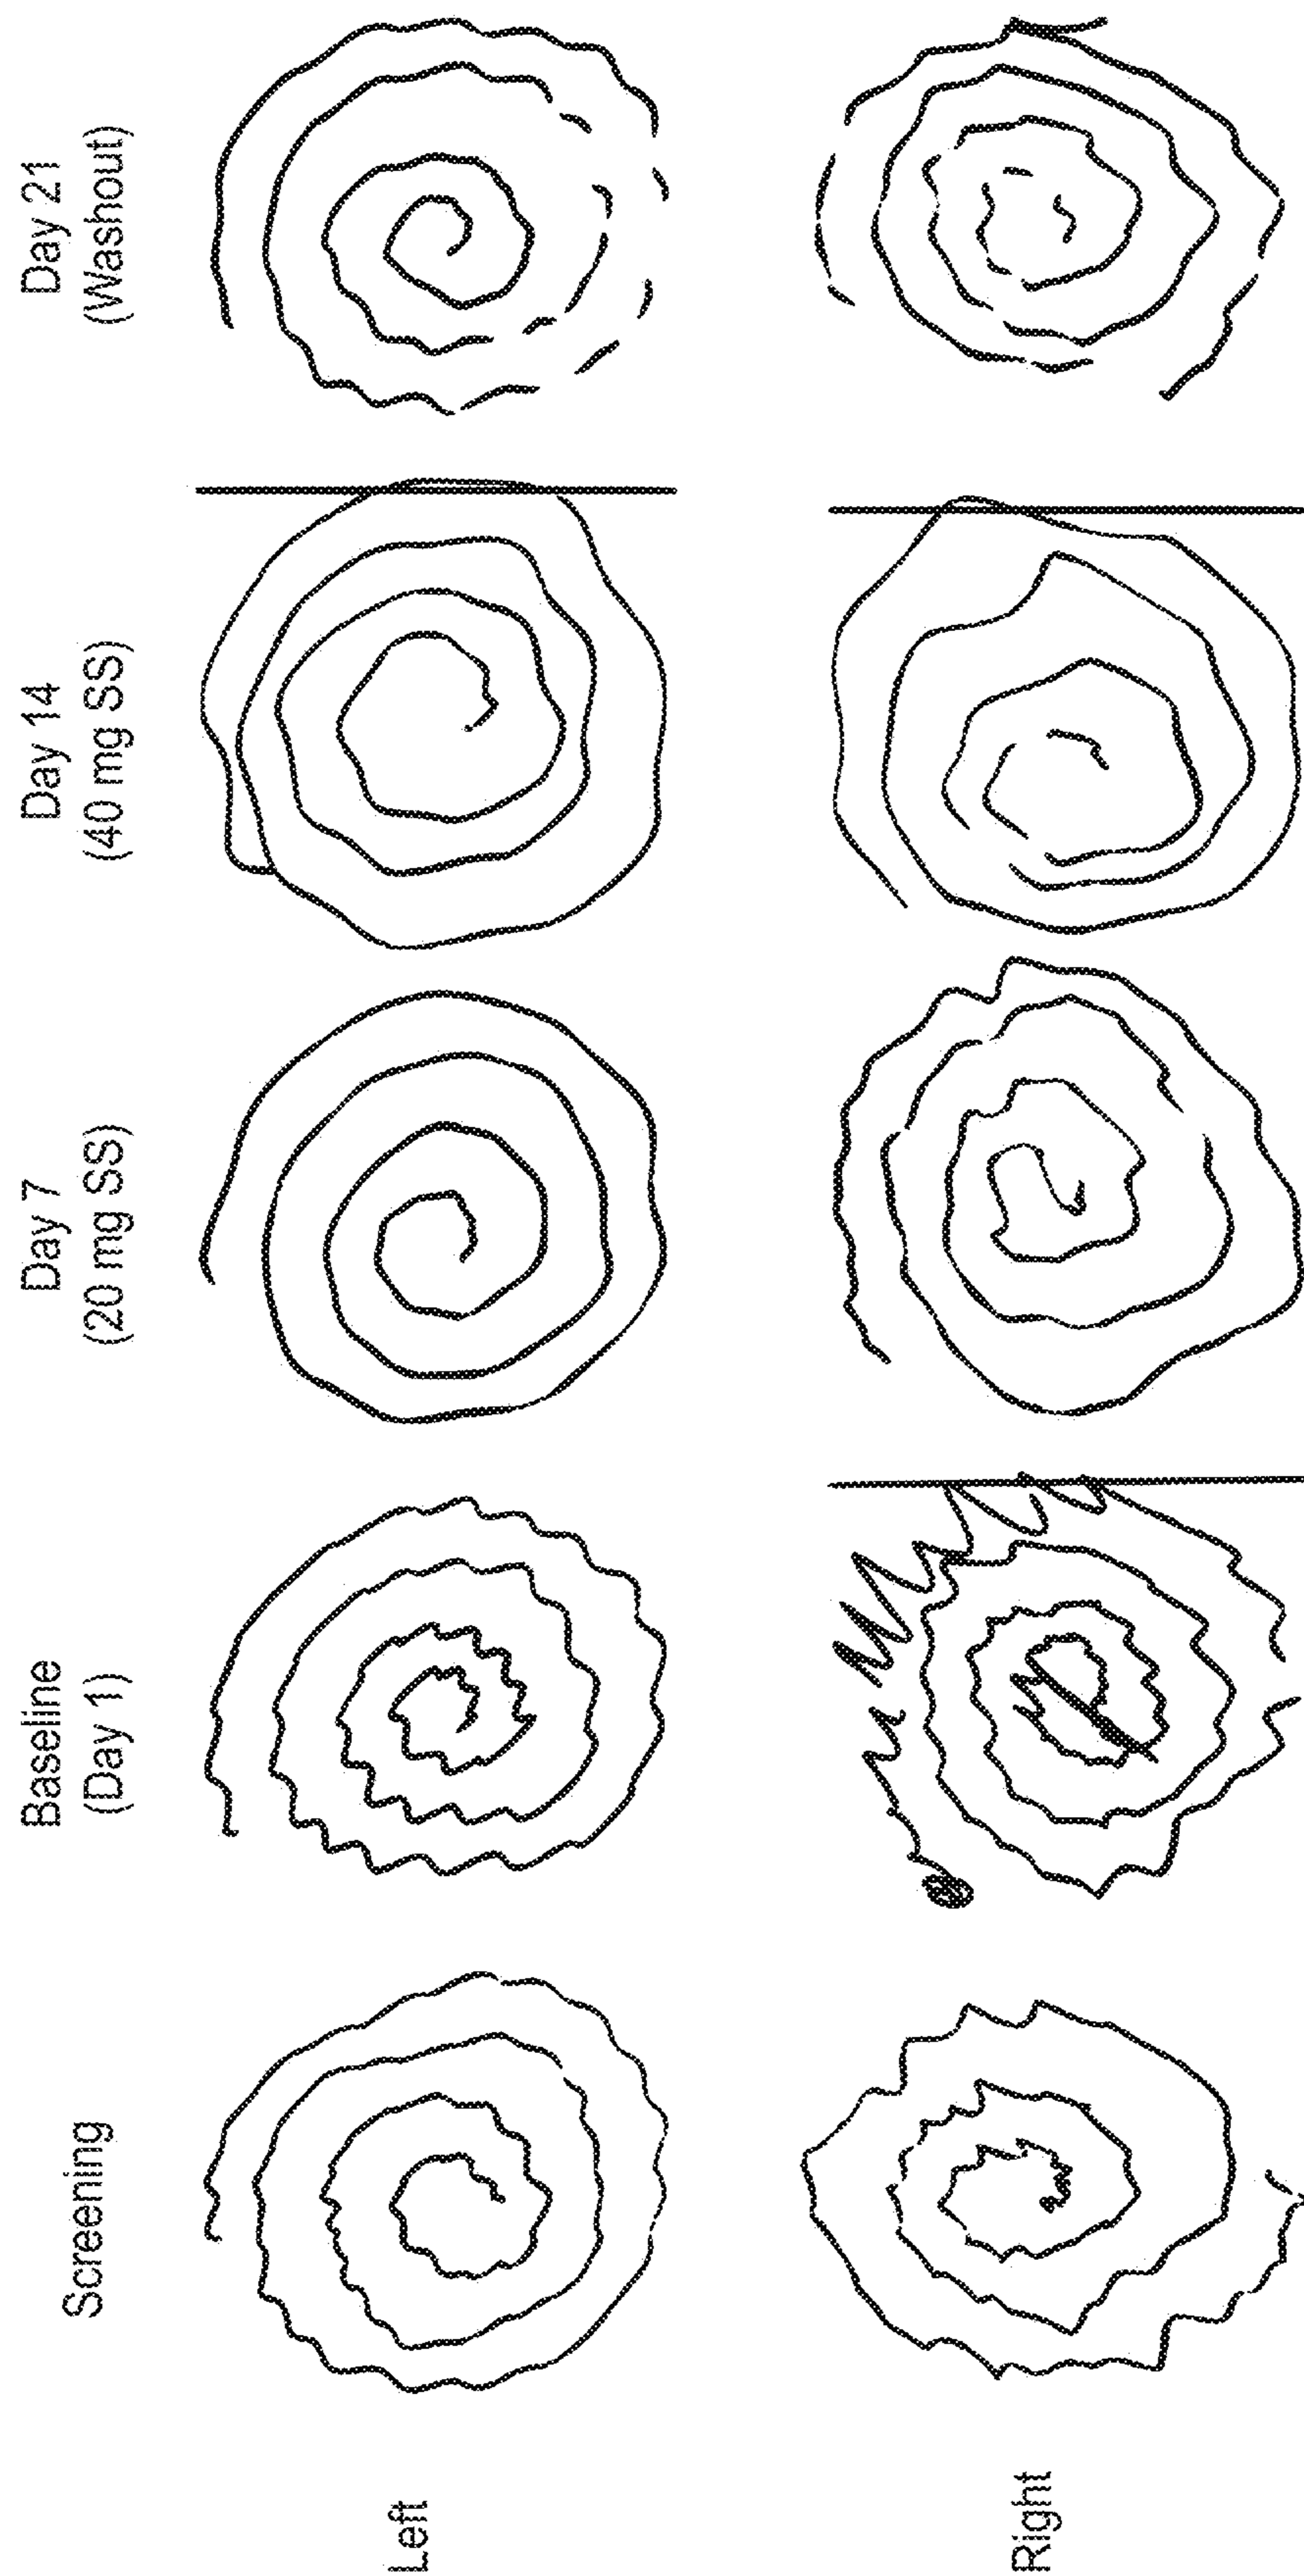 Screening
Baseline
(Day 1)
Day 7
(20 mg SS)
Day 14
(40 mg SS)
Day 21
(Washout)
Left
Right